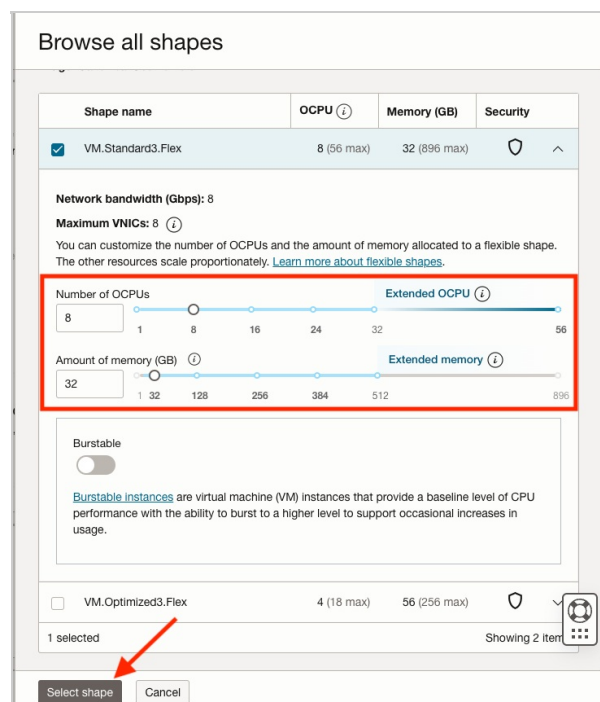 Browse all shapes
Shape name OCPU i Memory (GB) Security
VM.Standard3.Flex 8 (56 max) 32 (896 max)
Network bandwidth (Gbps): 8
Maximum VNICs: 8 i
You can customize the number of OCPUs and the amount of memory allocated to a flexible shape.
The other resources scale proportionately. Learn more about flexible shapes.
Number of OCPUs Extended OCPU i
8
1 8 16 24 32 56
Amount of memory (GB) i Extended memory i
32
1 32 128 256 384 512 896
Burstable
Burstable instances are virtual machine (VM) instances that provide a baseline level of CPU
performance with the ability to burst to a higher level to support occasional increases in
usage.
VM.Optimized3.Flex 4 (18 max) 56 (256 max)
1 selected Showing 2 item
Select shape Cancel